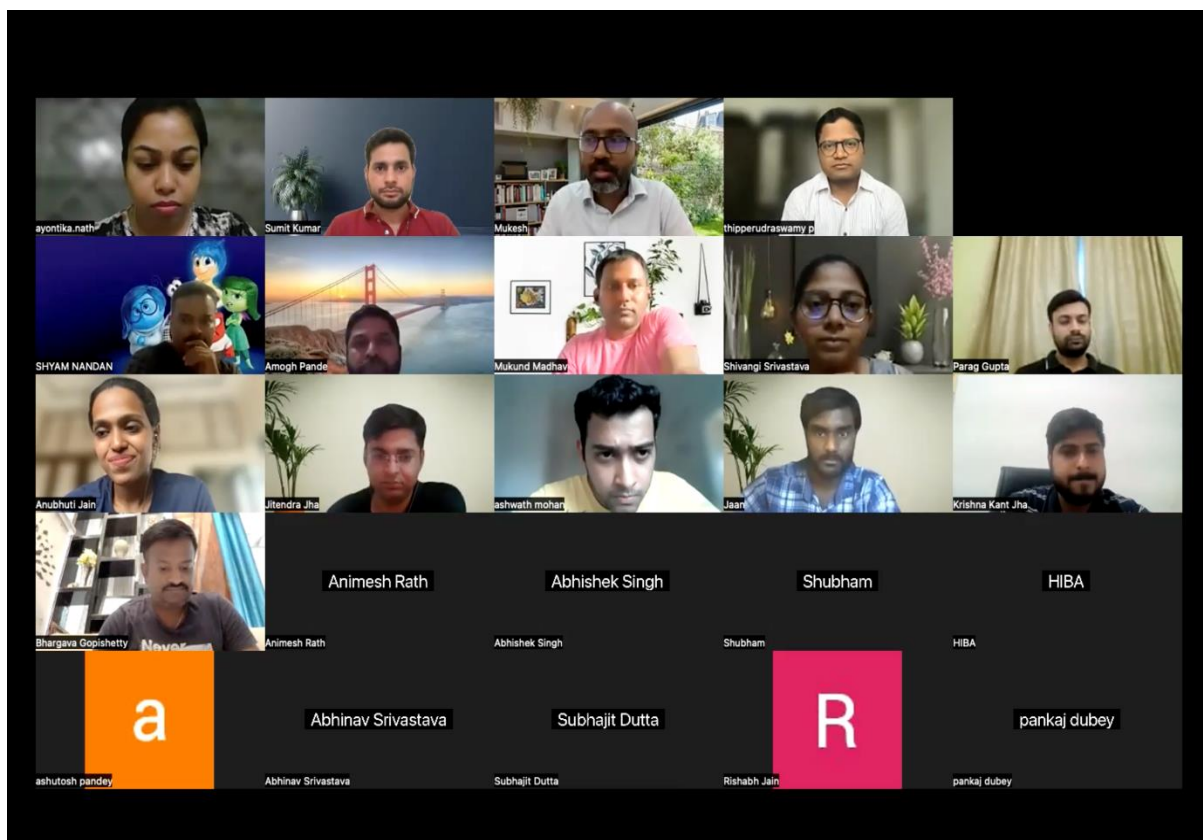 ayontika.nath
Sumit Kumar
Mukesh
thipperudraswamy p
SHYAM NANDAN
Amogh Pande
Mukund Madhav
Shivangi Srivastava
Parag Gupta
Anubhuti Jain
Jitendra Jha
ashwath mohan
Jaan
Krishna Kant Jha
Never
Bhargava Gopishetty
Animesh Rath
Animesh Rath
Abhishek Singh
Abhishek Singh
Shubham
Shubham
HIBA
HIBA
a
ashutosh pandey
Abhinav Srivastava
Abhinav Srivastava
Subhajit Dutta
Subhajit Dutta
R
Rishabh Jain
pankaj dubey
pankaj dubey